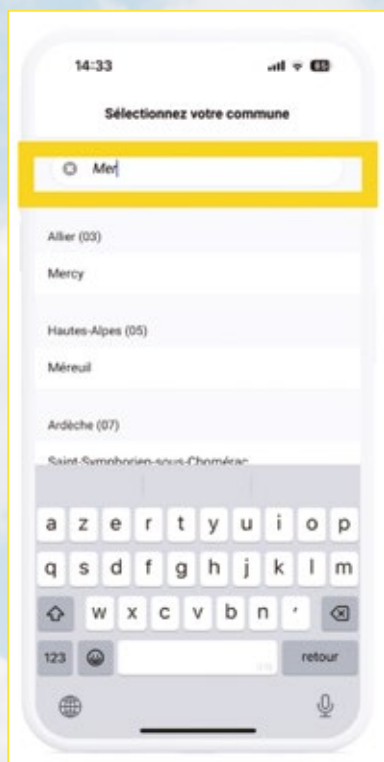 14:33
85
Sélectionnez votre commune
Mer
Allier (03)
Mercy
Hautes-Alpes (05)
Méreuil
Ardèche (07)
Saint-Symphorien-sous-Chomérac
a z e r t y u i o p
q s d f g h j k l m
w x c v b n '
123
retour